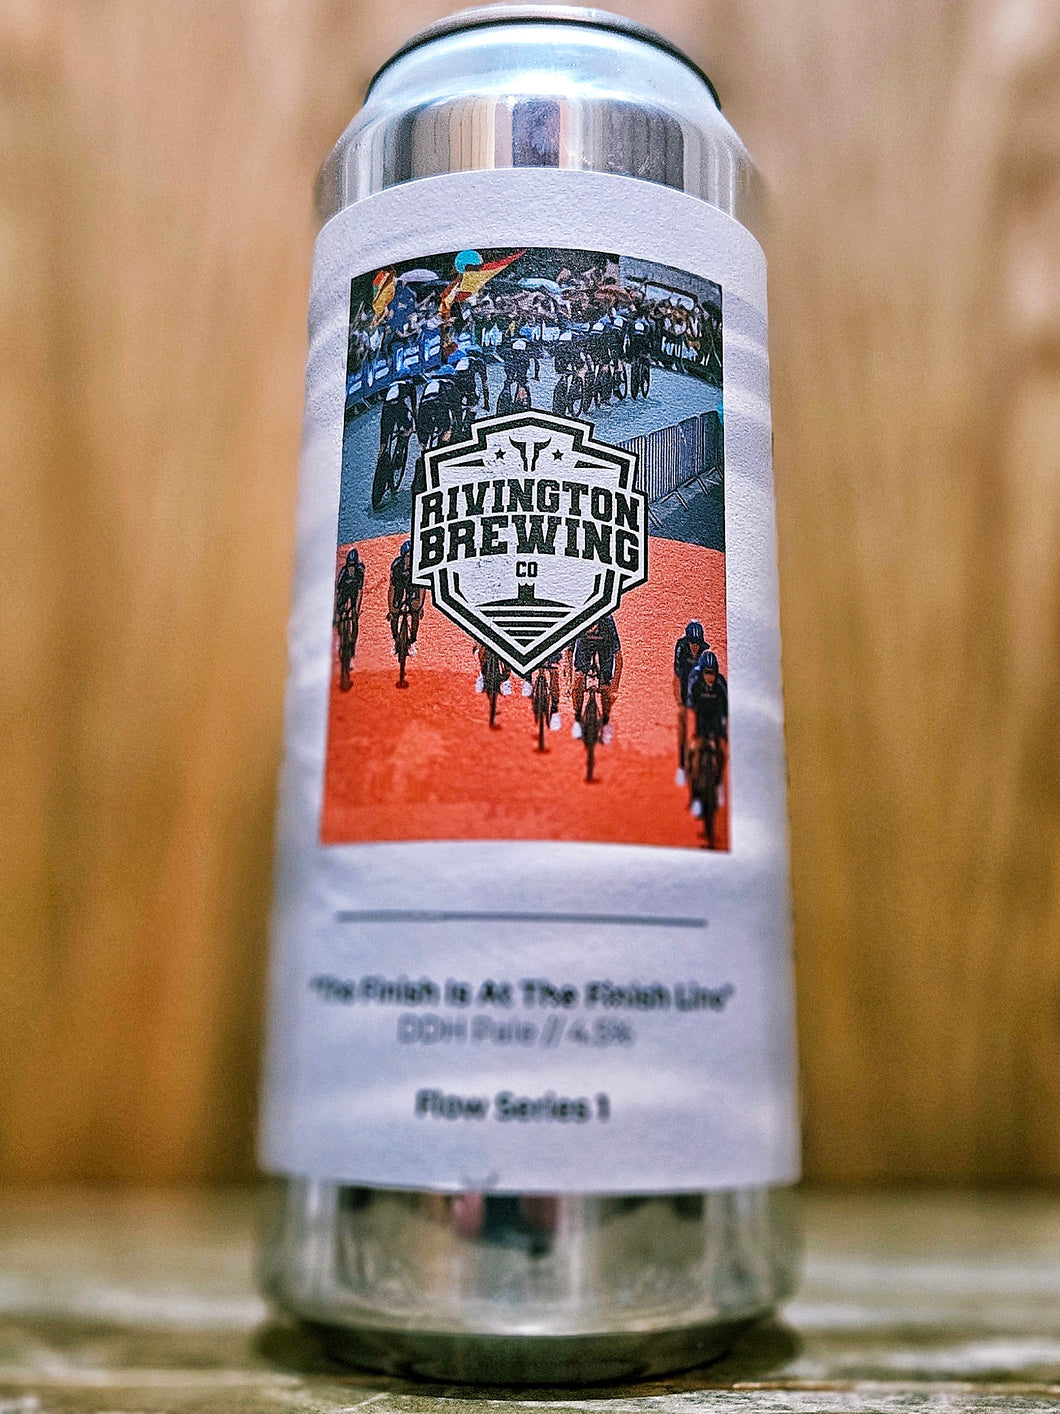 RIVINGTON
BREWING
CO
"The Finish Is At The Finish Line"
DDH Pale // 4.5%
Flow Series 1